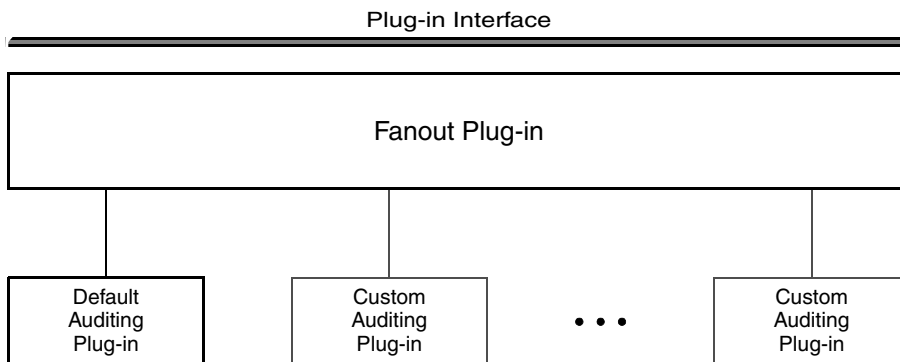 Plug-in Interface
Fanout Plug-in
Default
Auditing
Plug-in
Custom
Auditing
Plug-in
• • •
Custom
Auditing
Plug-in